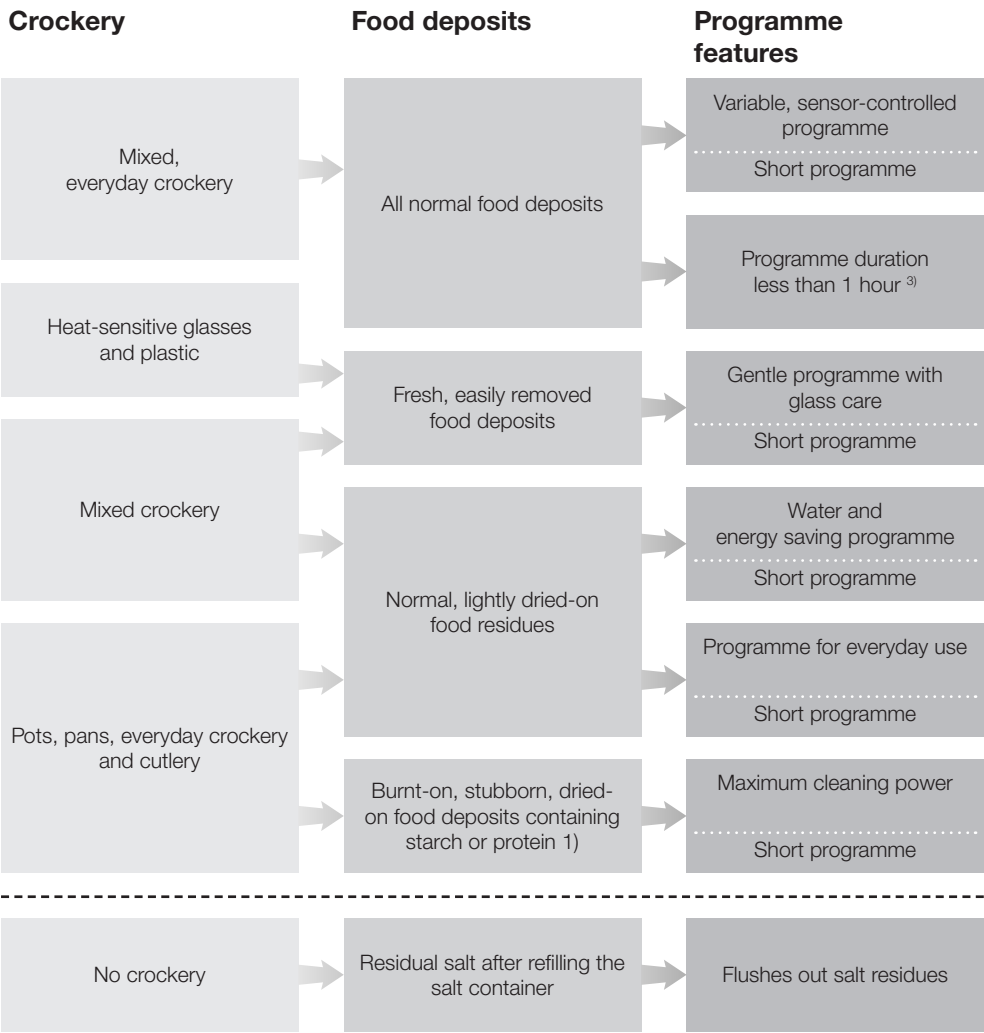 Crockery
Food deposits
Programme
features
Mixed,
everyday crockery
All normal food deposits
Variable, sensor-controlled
programme
Short programme
Programme duration
less than 1 hour 3)
Heat-sensitive glasses
and plastic
Fresh, easily removed
food deposits
Gentle programme with
glass care
Short programme
Mixed crockery
Normal, lightly dried-on
food residues
Water and
energy saving programme
Short programme
Programme for everyday use
Short programme
Pots, pans, everyday crockery
and cutlery
Burnt-on, stubborn, dried-
on food deposits containing
starch or protein 1)
Maximum cleaning power
Short programme
No crockery
Residual salt after refilling the
salt container
Flushes out salt residues